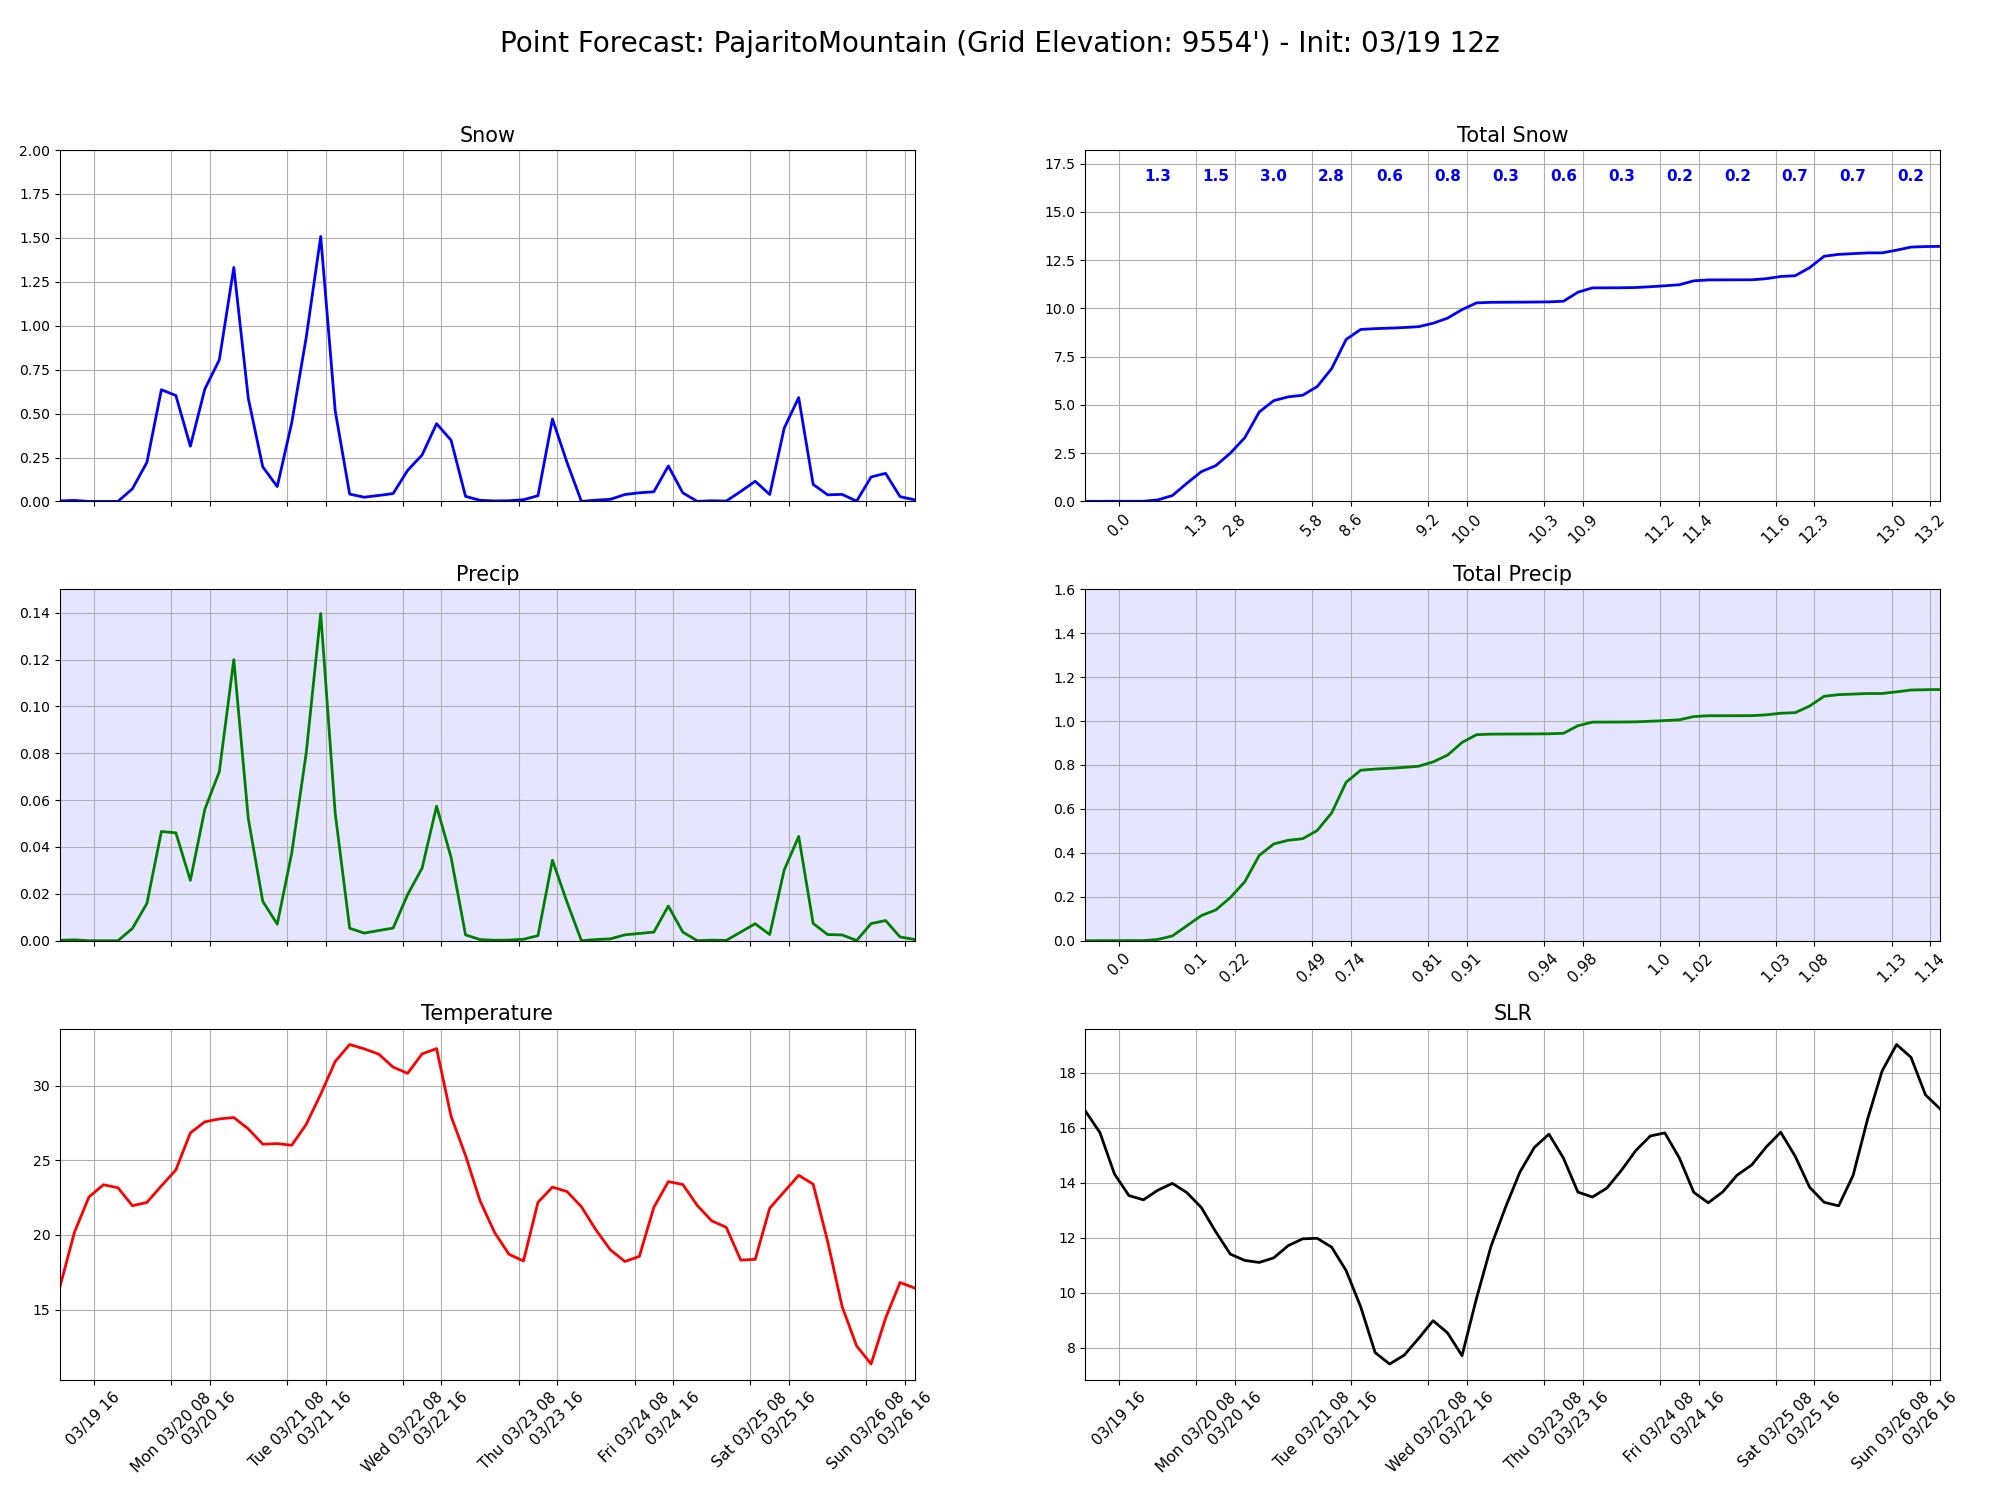 Point Forecast: PajaritoMountain (Grid Elevation: 9554') - Init: 03/19 12z
Snow
2.00
1.75
1.50
1.25
1.00
0.75
0.50
0.25
0.00
Total Snow
17.5
15.0
12.5
10.0
7.5
5.0
2.5
0.0
1.3 1.5 3.0 2.8 0.6 0.8 0.3 0.6 0.3 0.2 0.2 0.7 0.7 0.2
0.0 1.3 2.8 5.8 8.6 9.2 10.0 10.3 10.9 11.2 11.4 11.6 12.3 13.0 13.2
Precip
0.14
0.12
0.10
0.08
0.06
0.04
0.02
0.00
Total Precip
1.6
1.4
1.2
1.0
0.8
0.6
0.4
0.2
0.0
0.0 0.1 0.22 0.49 0.74 0.81 0.91 0.94 0.98 1.0 1.02 1.03 1.08 1.13 1.14
Temperature
30
25
20
15
03/19 16
Mon 03/20 08
03/20 16
Tue 03/21 08
03/21 16
Wed 03/22 08
03/22 16
Thu 03/23 08
03/23 16
Fri 03/24 08
03/24 16
Sat 03/25 08
03/25 16
Sun 03/26 08
03/26 16
SLR
18
16
14
12
10
8
03/19 16
Mon 03/20 08
03/20 16
Tue 03/21 08
03/21 16
Wed 03/22 08
03/22 16
Thu 03/23 08
03/23 16
Fri 03/24 08
03/24 16
Sat 03/25 08
03/25 16
Sun 03/26 08
03/26 16